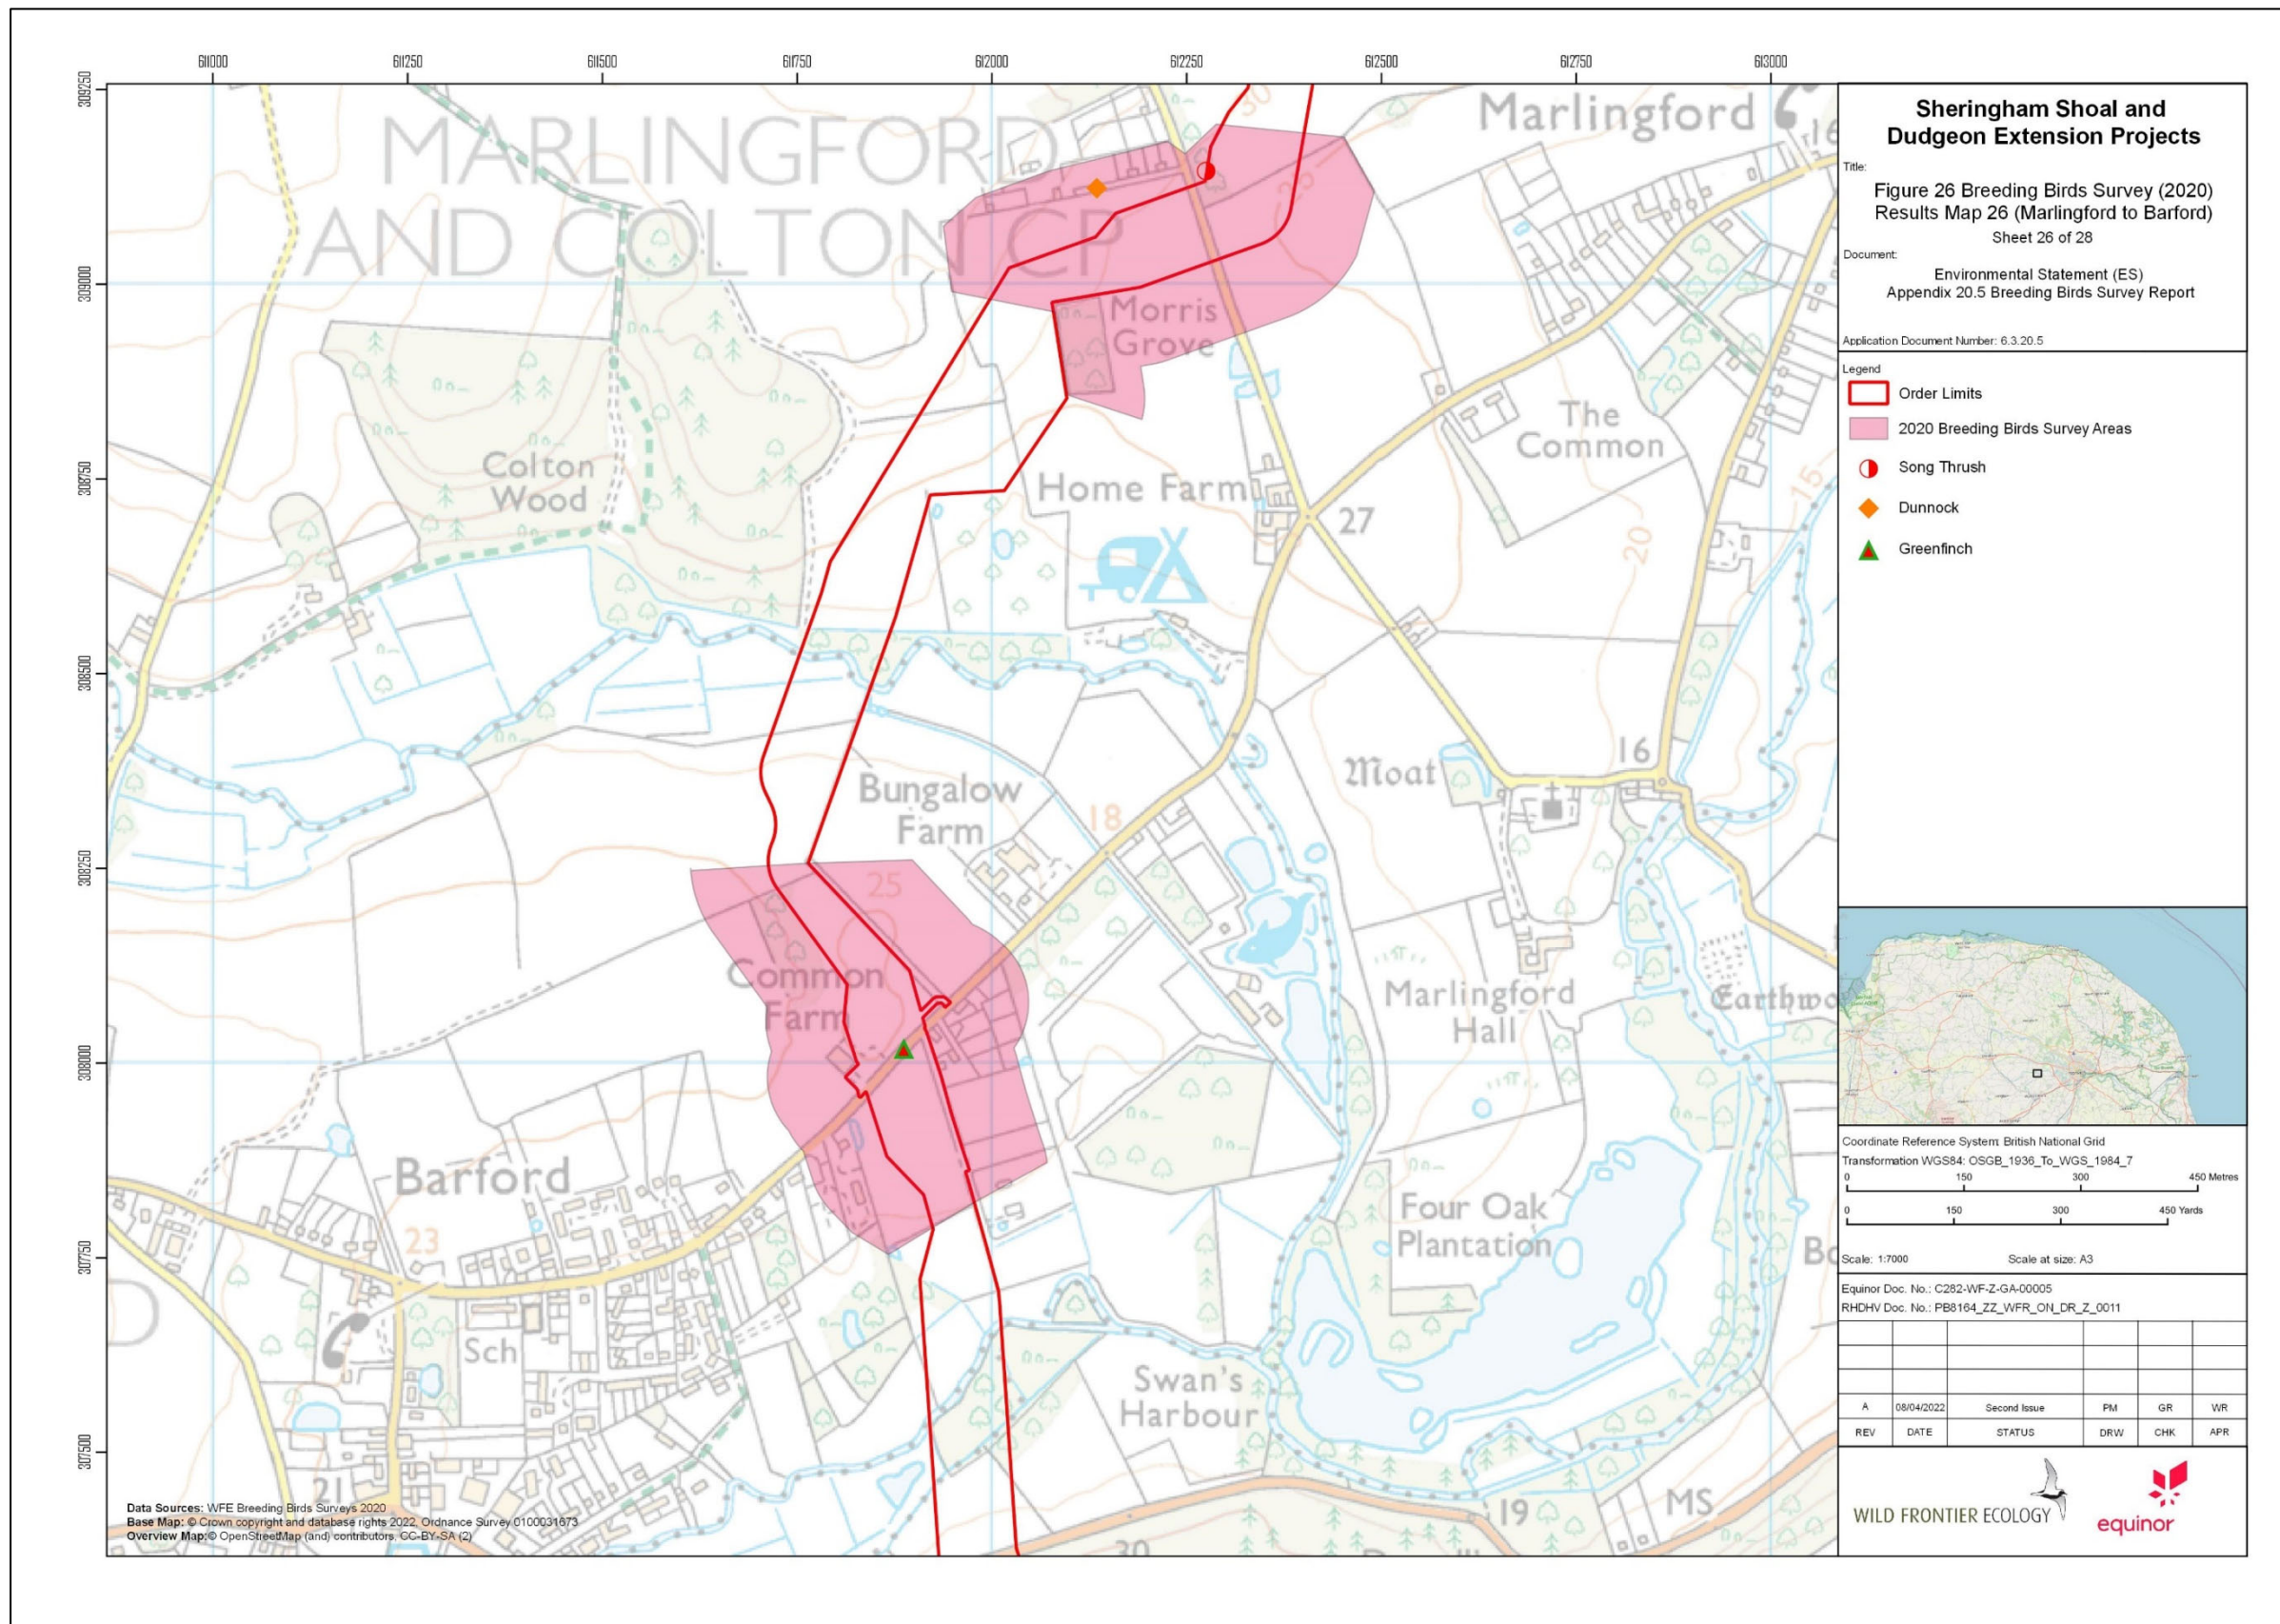 611000 611250 611500 611750 612000 612250 612500 612750 613000
309250
309000
308750
308500
308250
308000
307750
307500
MARLINGFORD
AND COLTON CP
Marlingford
16
30
25
Morris
Grove
Colton
Wood
The
Common
Home Farm
27
20
15
Moat
16
Bungalow
Farm
18
25
Common
Farm
Marlingford
Hall
Earthwo
Barford
23
Four Oak
Plantation
Bo
D
Sch
Swan's
Harbour
21
19
MS
30
Data Sources: WFE Breeding Birds Surveys 2020
Base Map: © Crown copyright and database rights 2022, Ordnance Survey 0100031673
Overview Map:© OpenStreetMap (and) contributors, CC-BY-SA (2)
Sheringham Shoal and
Dudgeon Extension Projects
Title:
Figure 26 Breeding Birds Survey (2020)
Results Map 26 (Marlingford to Barford)
Sheet 26 of 28
Document:
Environmental Statement (ES)
Appendix 20.5 Breeding Birds Survey Report
Application Document Number: 6.3.20.5
Legend
Order Limits
2020 Breeding Birds Survey Areas
Song Thrush
Dunnock
Greenfinch
Coordinate Reference System: British National Grid
Transformation WGS84: OSGB_1936_To_WGS_1984_7
0 150 300 450 Metres
0 150 300 450 Yards
Scale: 1:7000 Scale at size: A3
Equinor Doc. No.: C282-WF-Z-GA-00005
RHDHV Doc. No.: PB8164_ZZ_WFR_ON_DR_Z_0011
A 08/04/2022 Second Issue PM GR WR
REV DATE STATUS DRW CHK APR
WILD FRONTIER ECOLOGY
equinor